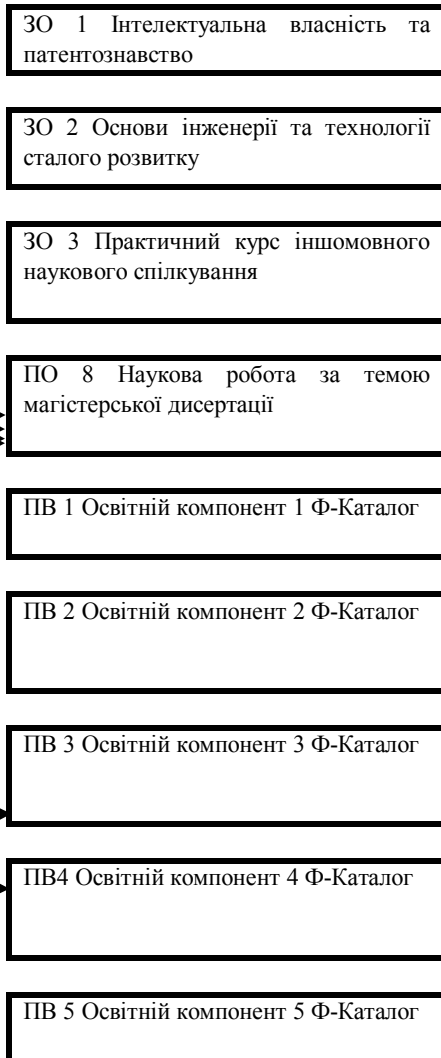 ЗО 1 Інтелектуальна власність та
патентознавство
ЗО 2 Основи інженерії та технології
сталого розвитку
ЗО 3 Практичний курс іншомовного
наукового спілкування
ПО 8 Наукова робота за темою
магістерської дисертації
ПВ 1 Освітній компонент 1 Ф-Каталог
ПВ 2 Освітній компонент 2 Ф-Каталог
ПВ 3 Освітній компонент 3 Ф-Каталог
ПВ4 Освітній компонент 4 Ф-Каталог
ПВ 5 Освітній компонент 5 Ф-Каталог